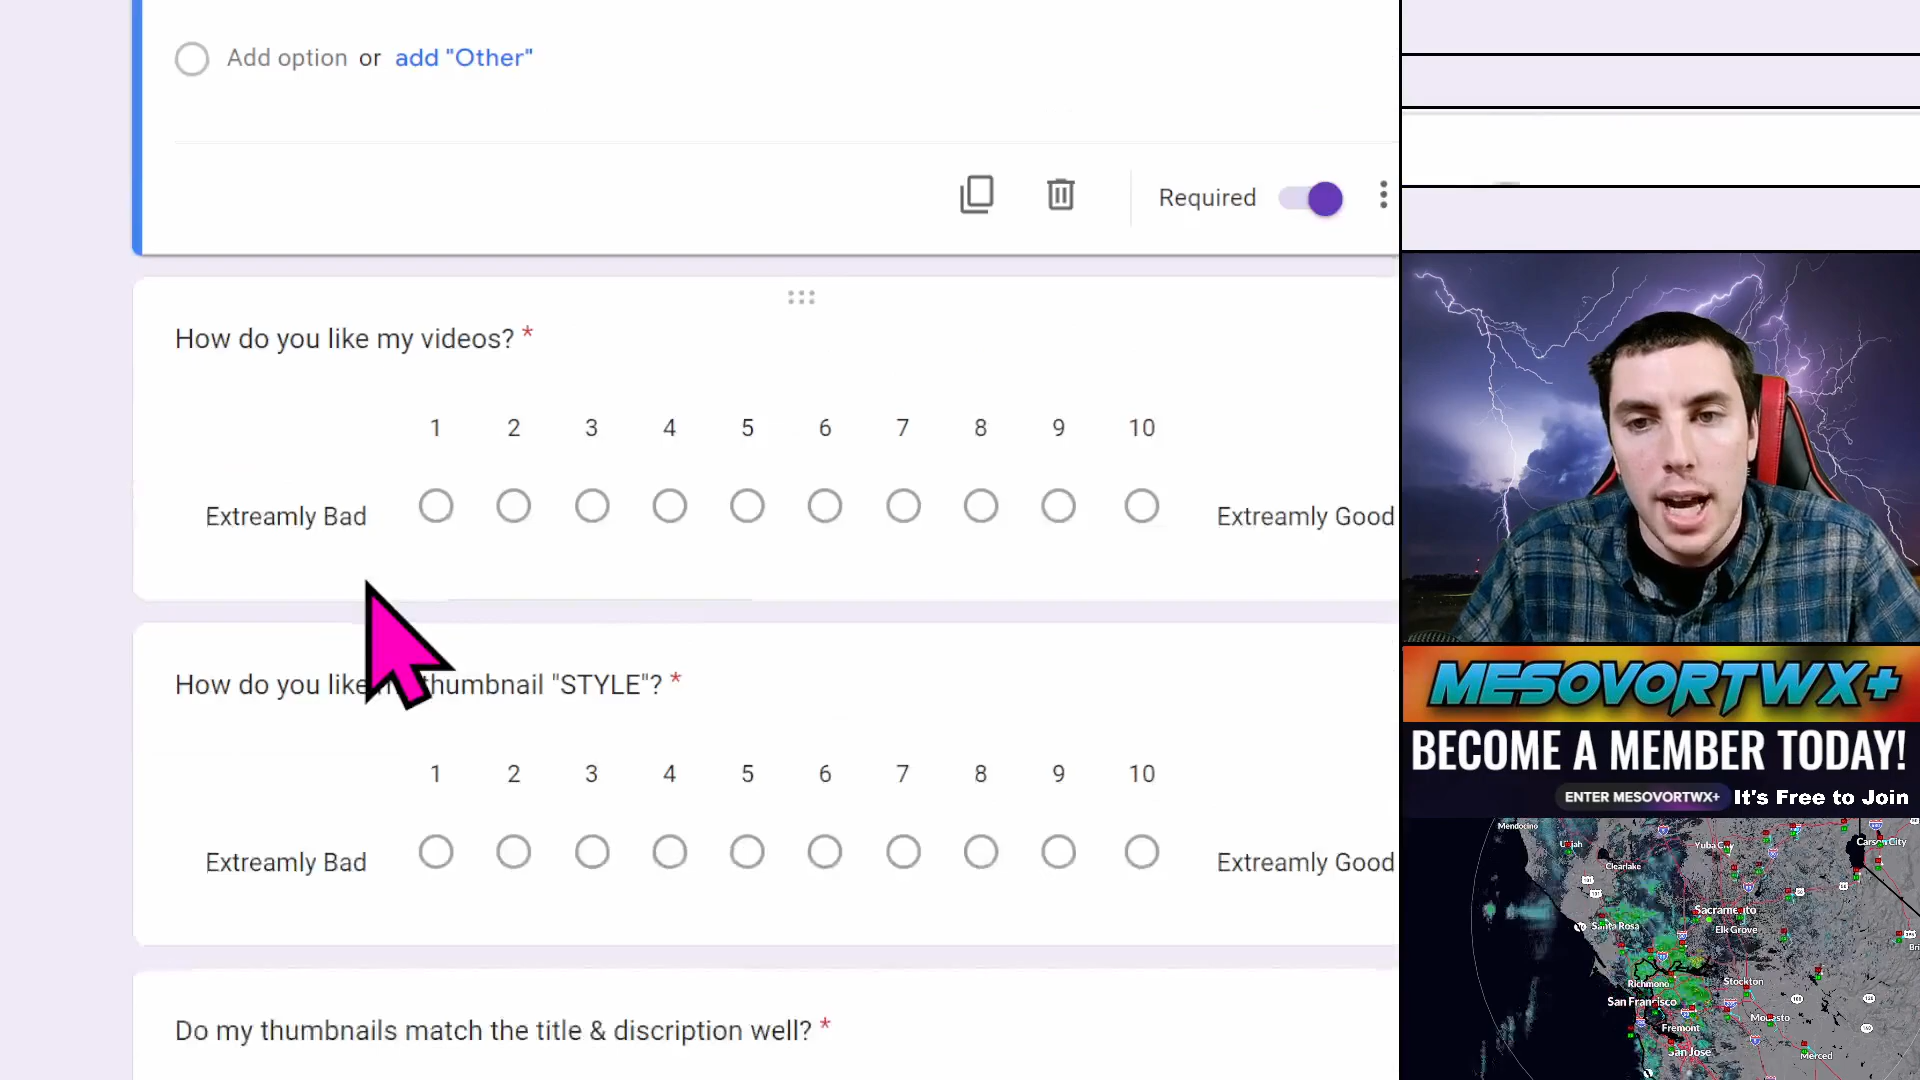 Add option or add "Other"
Required
How do you like my videos? *
1 2 3 4 5 6 7 8 9 10
Extreamly Bad
Extreamly Good
How do you like thumbnail "STYLE"? *
1 2 3 4 5 6 7 8 9 10
Extreamly Bad
Extreamly Good
Do my thumbnails match the title & discription well? *
MESOVORTWX+
BECOME A MEMBER TODAY!
ENTER MESOVORTWX+ It's Free to Join
Mendocino
Ukiah
Yuba City
Carson City
Clearlake
Sacramento
Santa Rosa
Elk Grove
Richmond
Stockton
San Francisco
Modesto
Fremont
San Jose
Merced